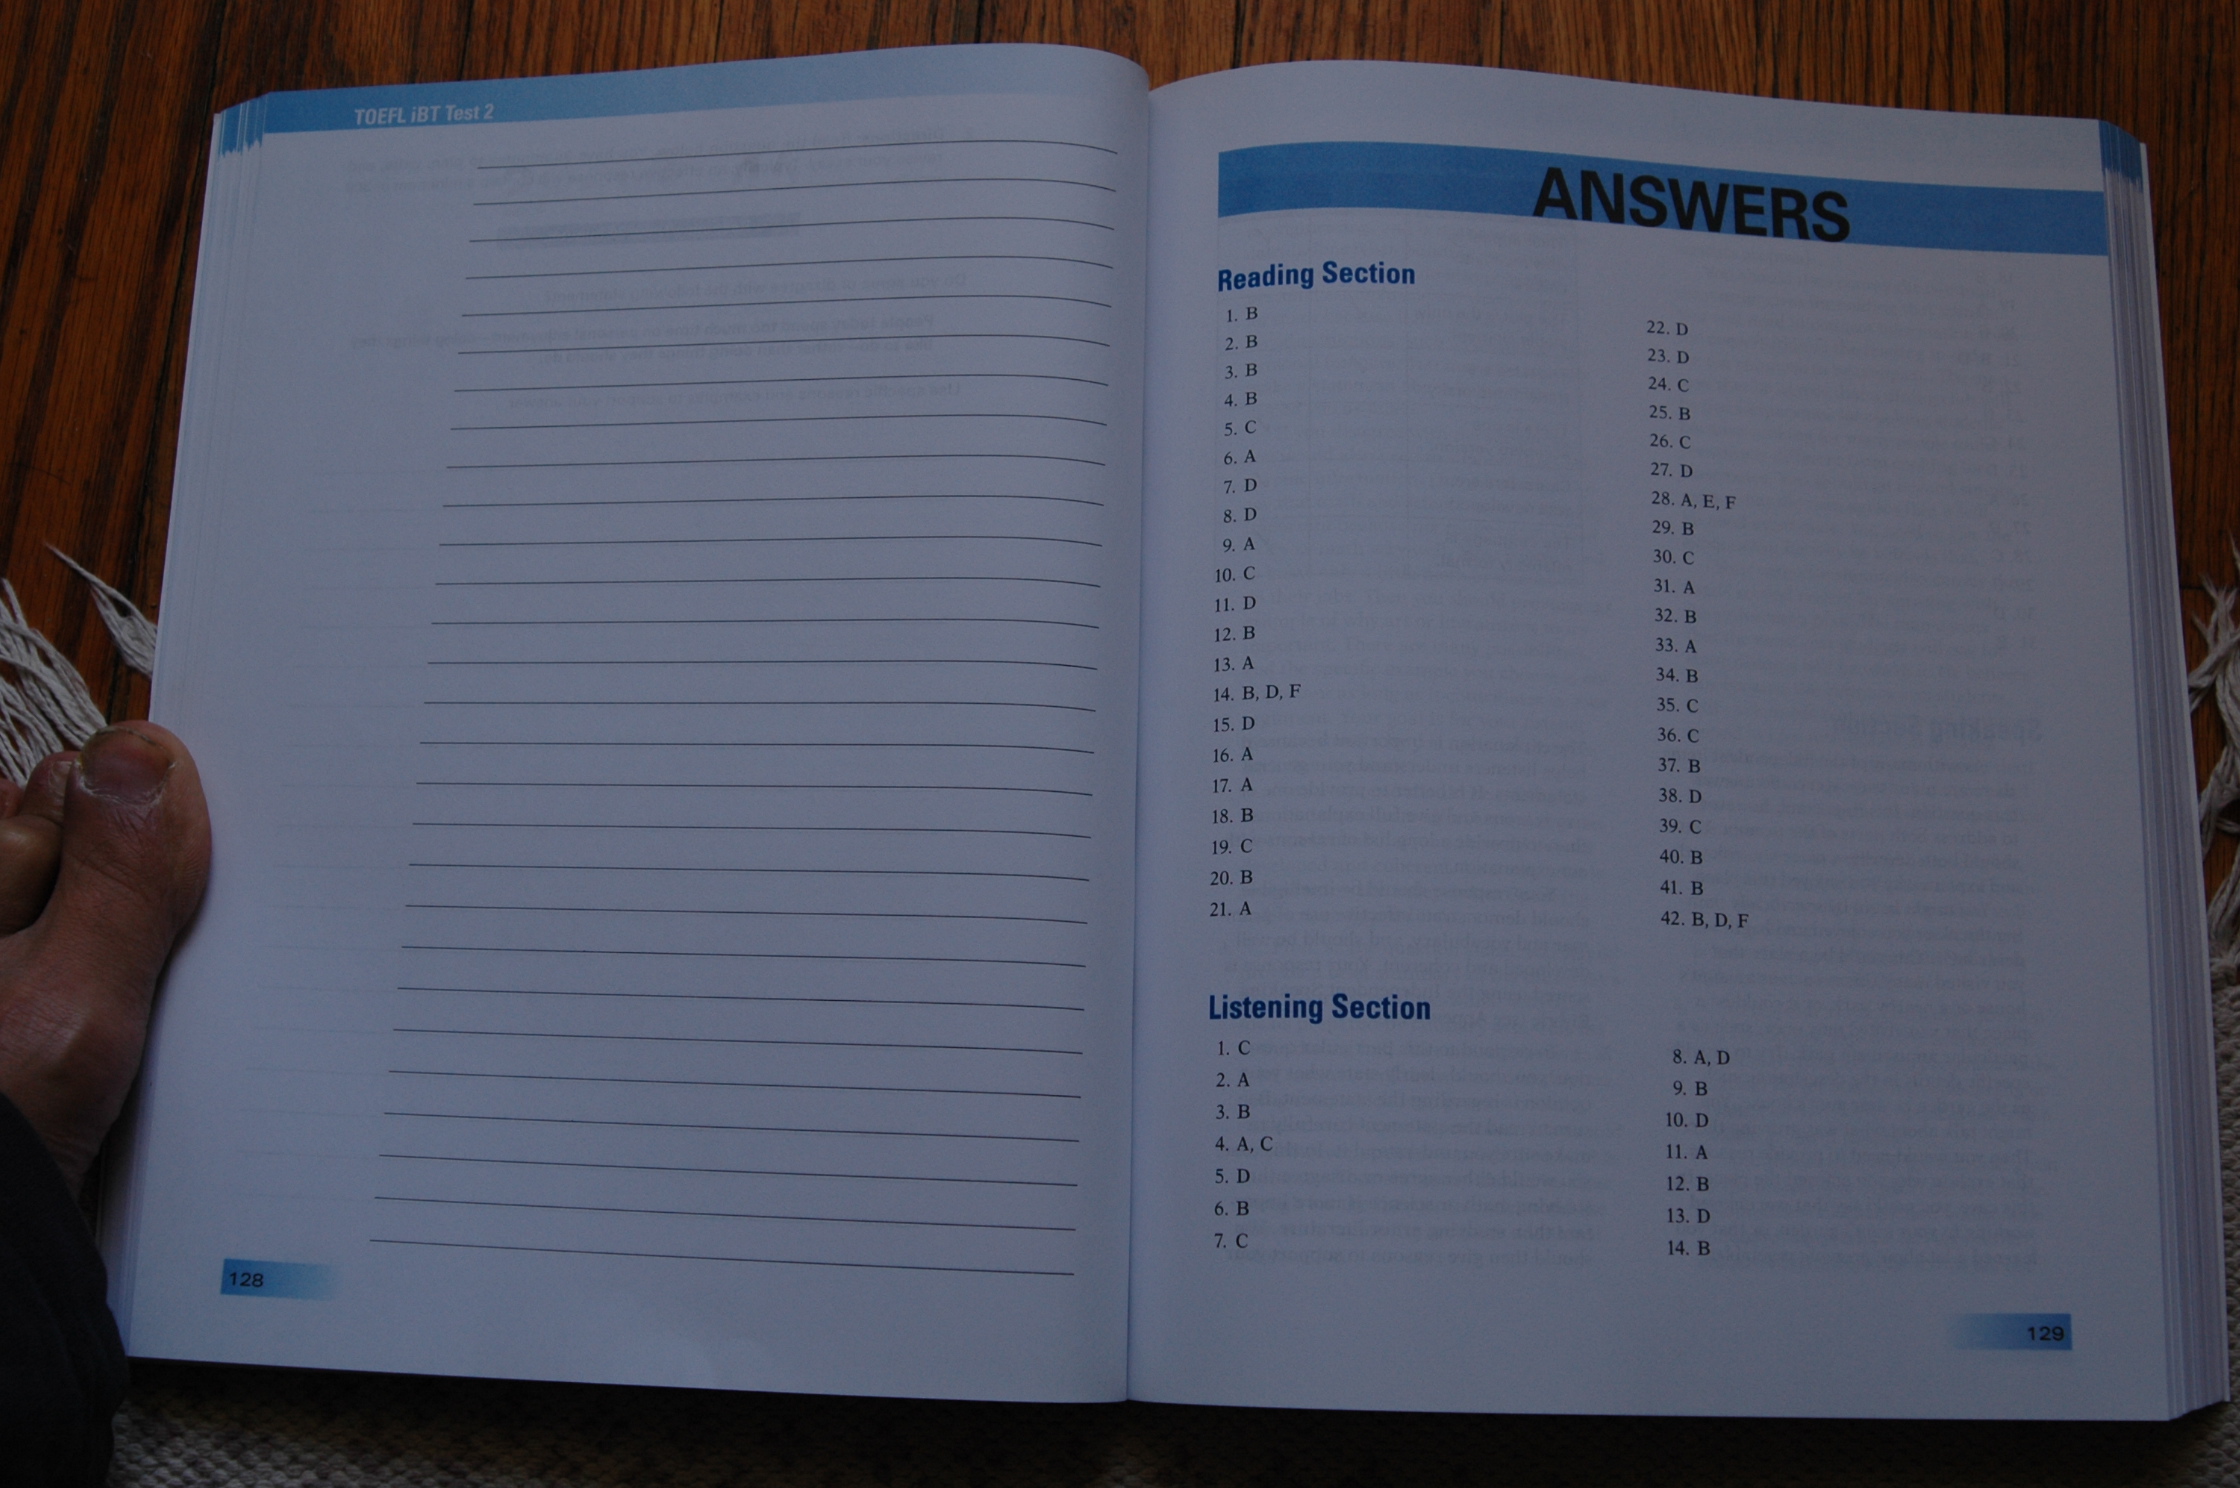 TOEFL iBT Test 2
128
ANSWERS
Reading Section
1. B
2. B
3. B
4. B
5. C
6. A
7. D
8. D
9. A
10. C
11. D
12. B
13. A
14. B, D, F
15. D
16. A
17. A
18. B
19. C
20. B
21. A
22. D
23. D
24. C
25. B
26. C
27. D
28. A, E, F
29. B
30. C
31. A
32. B
33. A
34. B
35. C
36. C
37. B
38. D
39. C
40. B
41. B
42. B, D, F
Listening Section
1. C
2. A
3. B
4. A, C
5. D
6. B
7. C
8. A, D
9. B
10. D
11. A
12. B
13. D
14. B
129